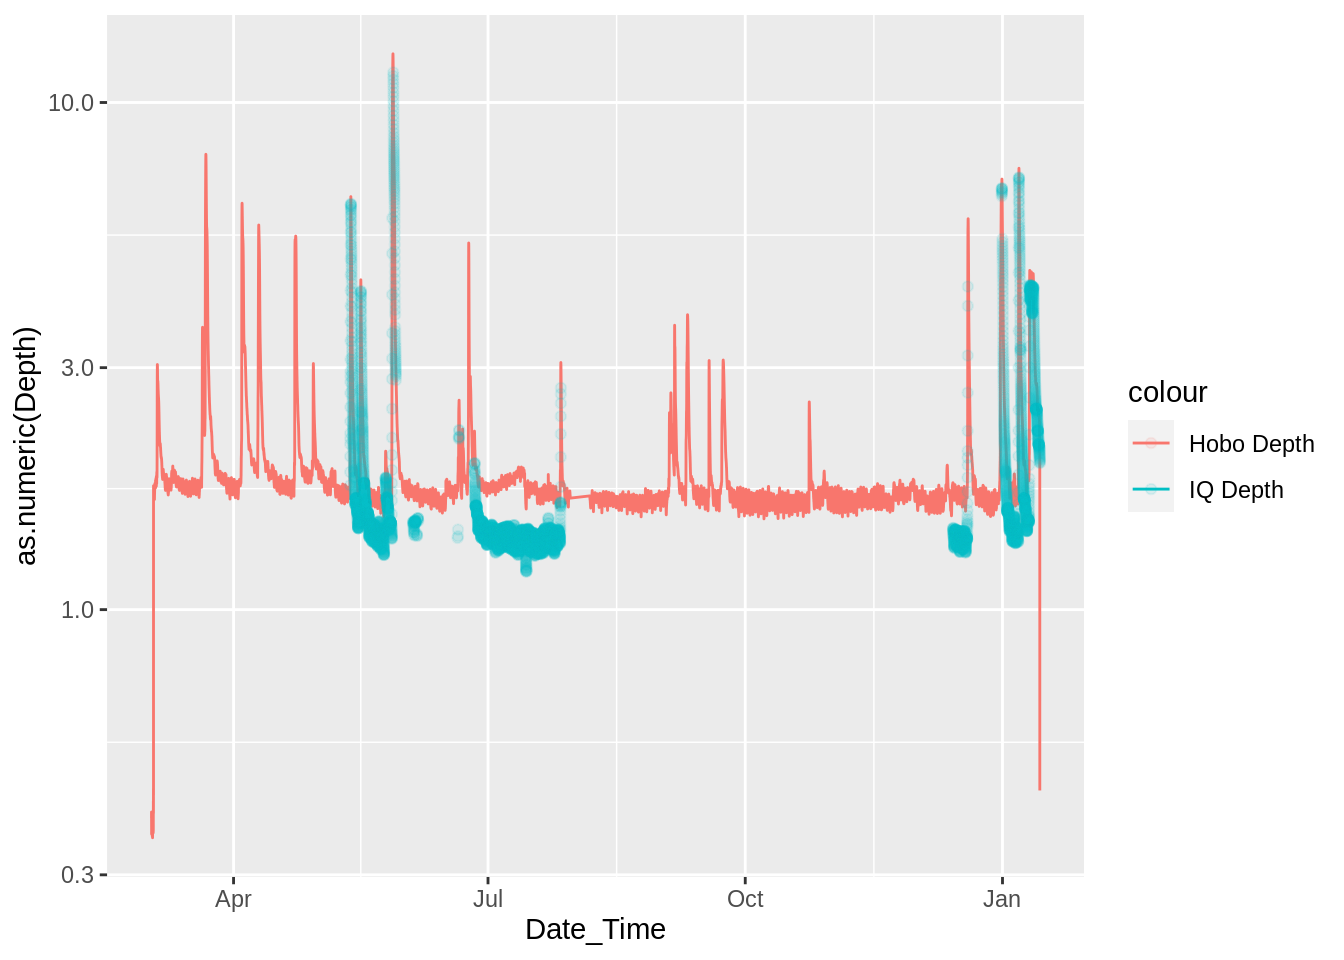 as.numeric(Depth)
10.0
3.0
1.0
0.3
Apr
Jul
Oct
Jan
Date_Time
colour
Hobo Depth
IQ Depth